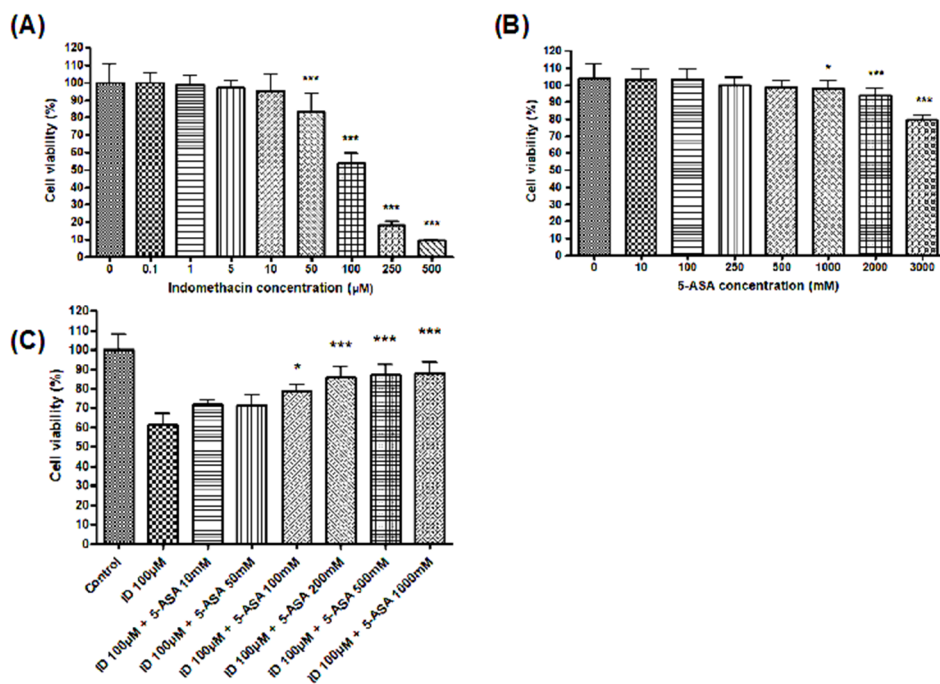 (A)
120
110
100
90
80
70
60
50
40
30
20
10
0
Cell viability (%)
***
***
***
***
0 0.1 1 5 10 50 100 250 500
Indomethacin concentration (µM)
(B)
120
110
100
90
80
70
60
50
40
30
20
10
0
Cell viability (%)
*
***
***
0 10 100 250 500 1000 2000 3000
5-ASA concentration (mM)
(C)
120
110
100
90
80
70
60
50
40
30
20
10
0
Cell viability (%)
*
***
***
***
Control
ID 100µM
ID 100µM + 5-ASA 10mM
ID 100µM + 5-ASA 50mM
ID 100µM + 5-ASA 100mM
ID 100µM + 5-ASA 200mM
ID 100µM + 5-ASA 500mM
ID 100µM + 5-ASA 1000mM